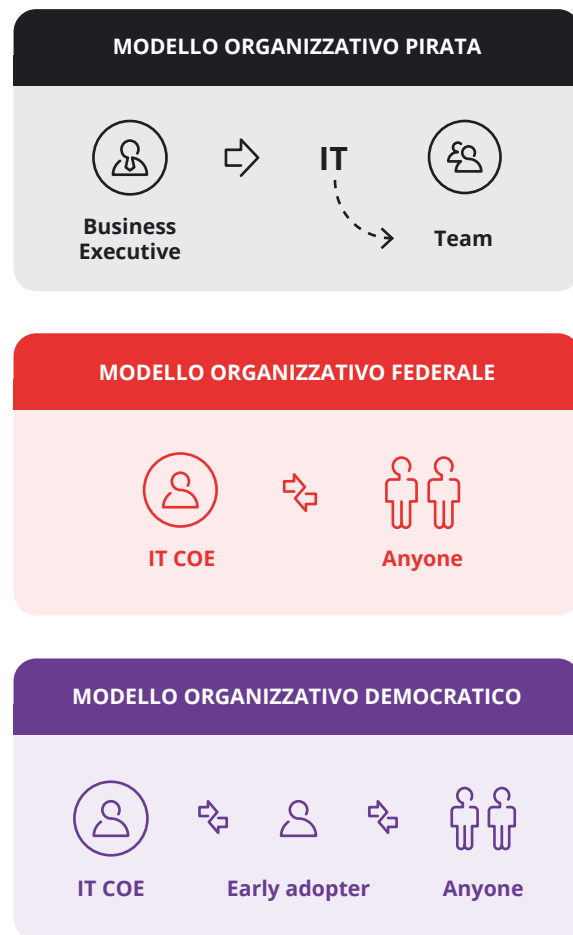 MODELLO ORGANIZZATIVO PIRATA
IT
Business
Executive
Team
MODELLO ORGANIZZATIVO FEDERALE
IT COE
Anyone
MODELLO ORGANIZZATIVO DEMOCRATICO
IT COE
Early adopter
Anyone